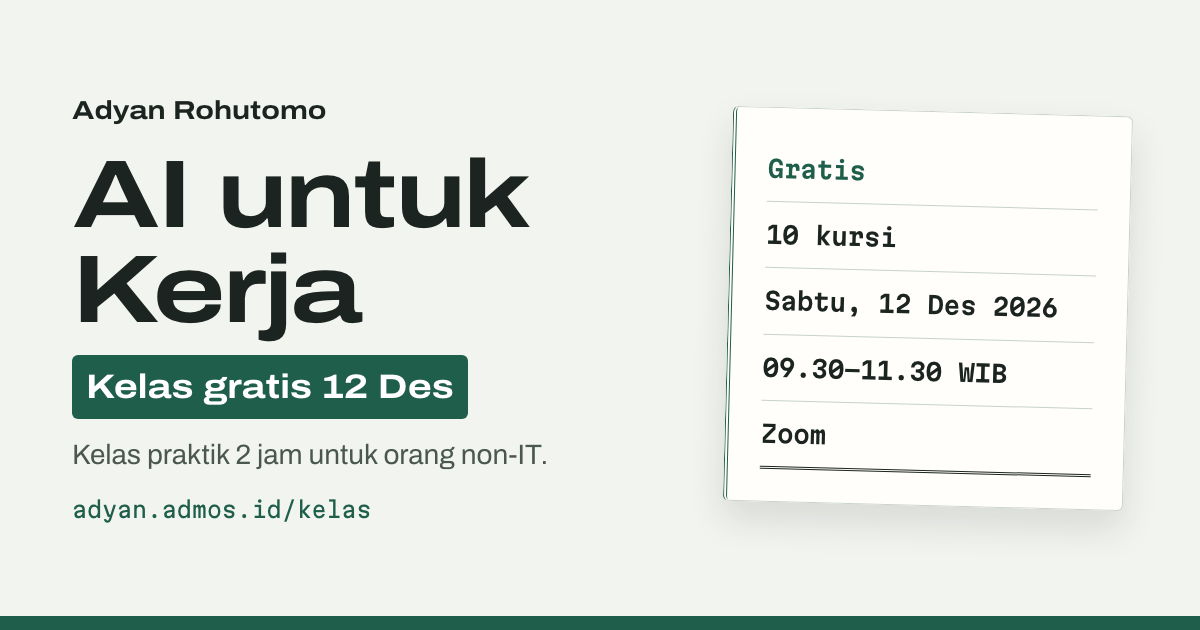 Adyan Rohutomo
AI untuk
Kerja
Kelas gratis 12 Des
Kelas praktik 2 jam untuk orang non-IT.
adyan.admos.id/kelas
Gratis
10 kursi
Sabtu, 12 Des 2026
09.30–11.30 WIB
Zoom